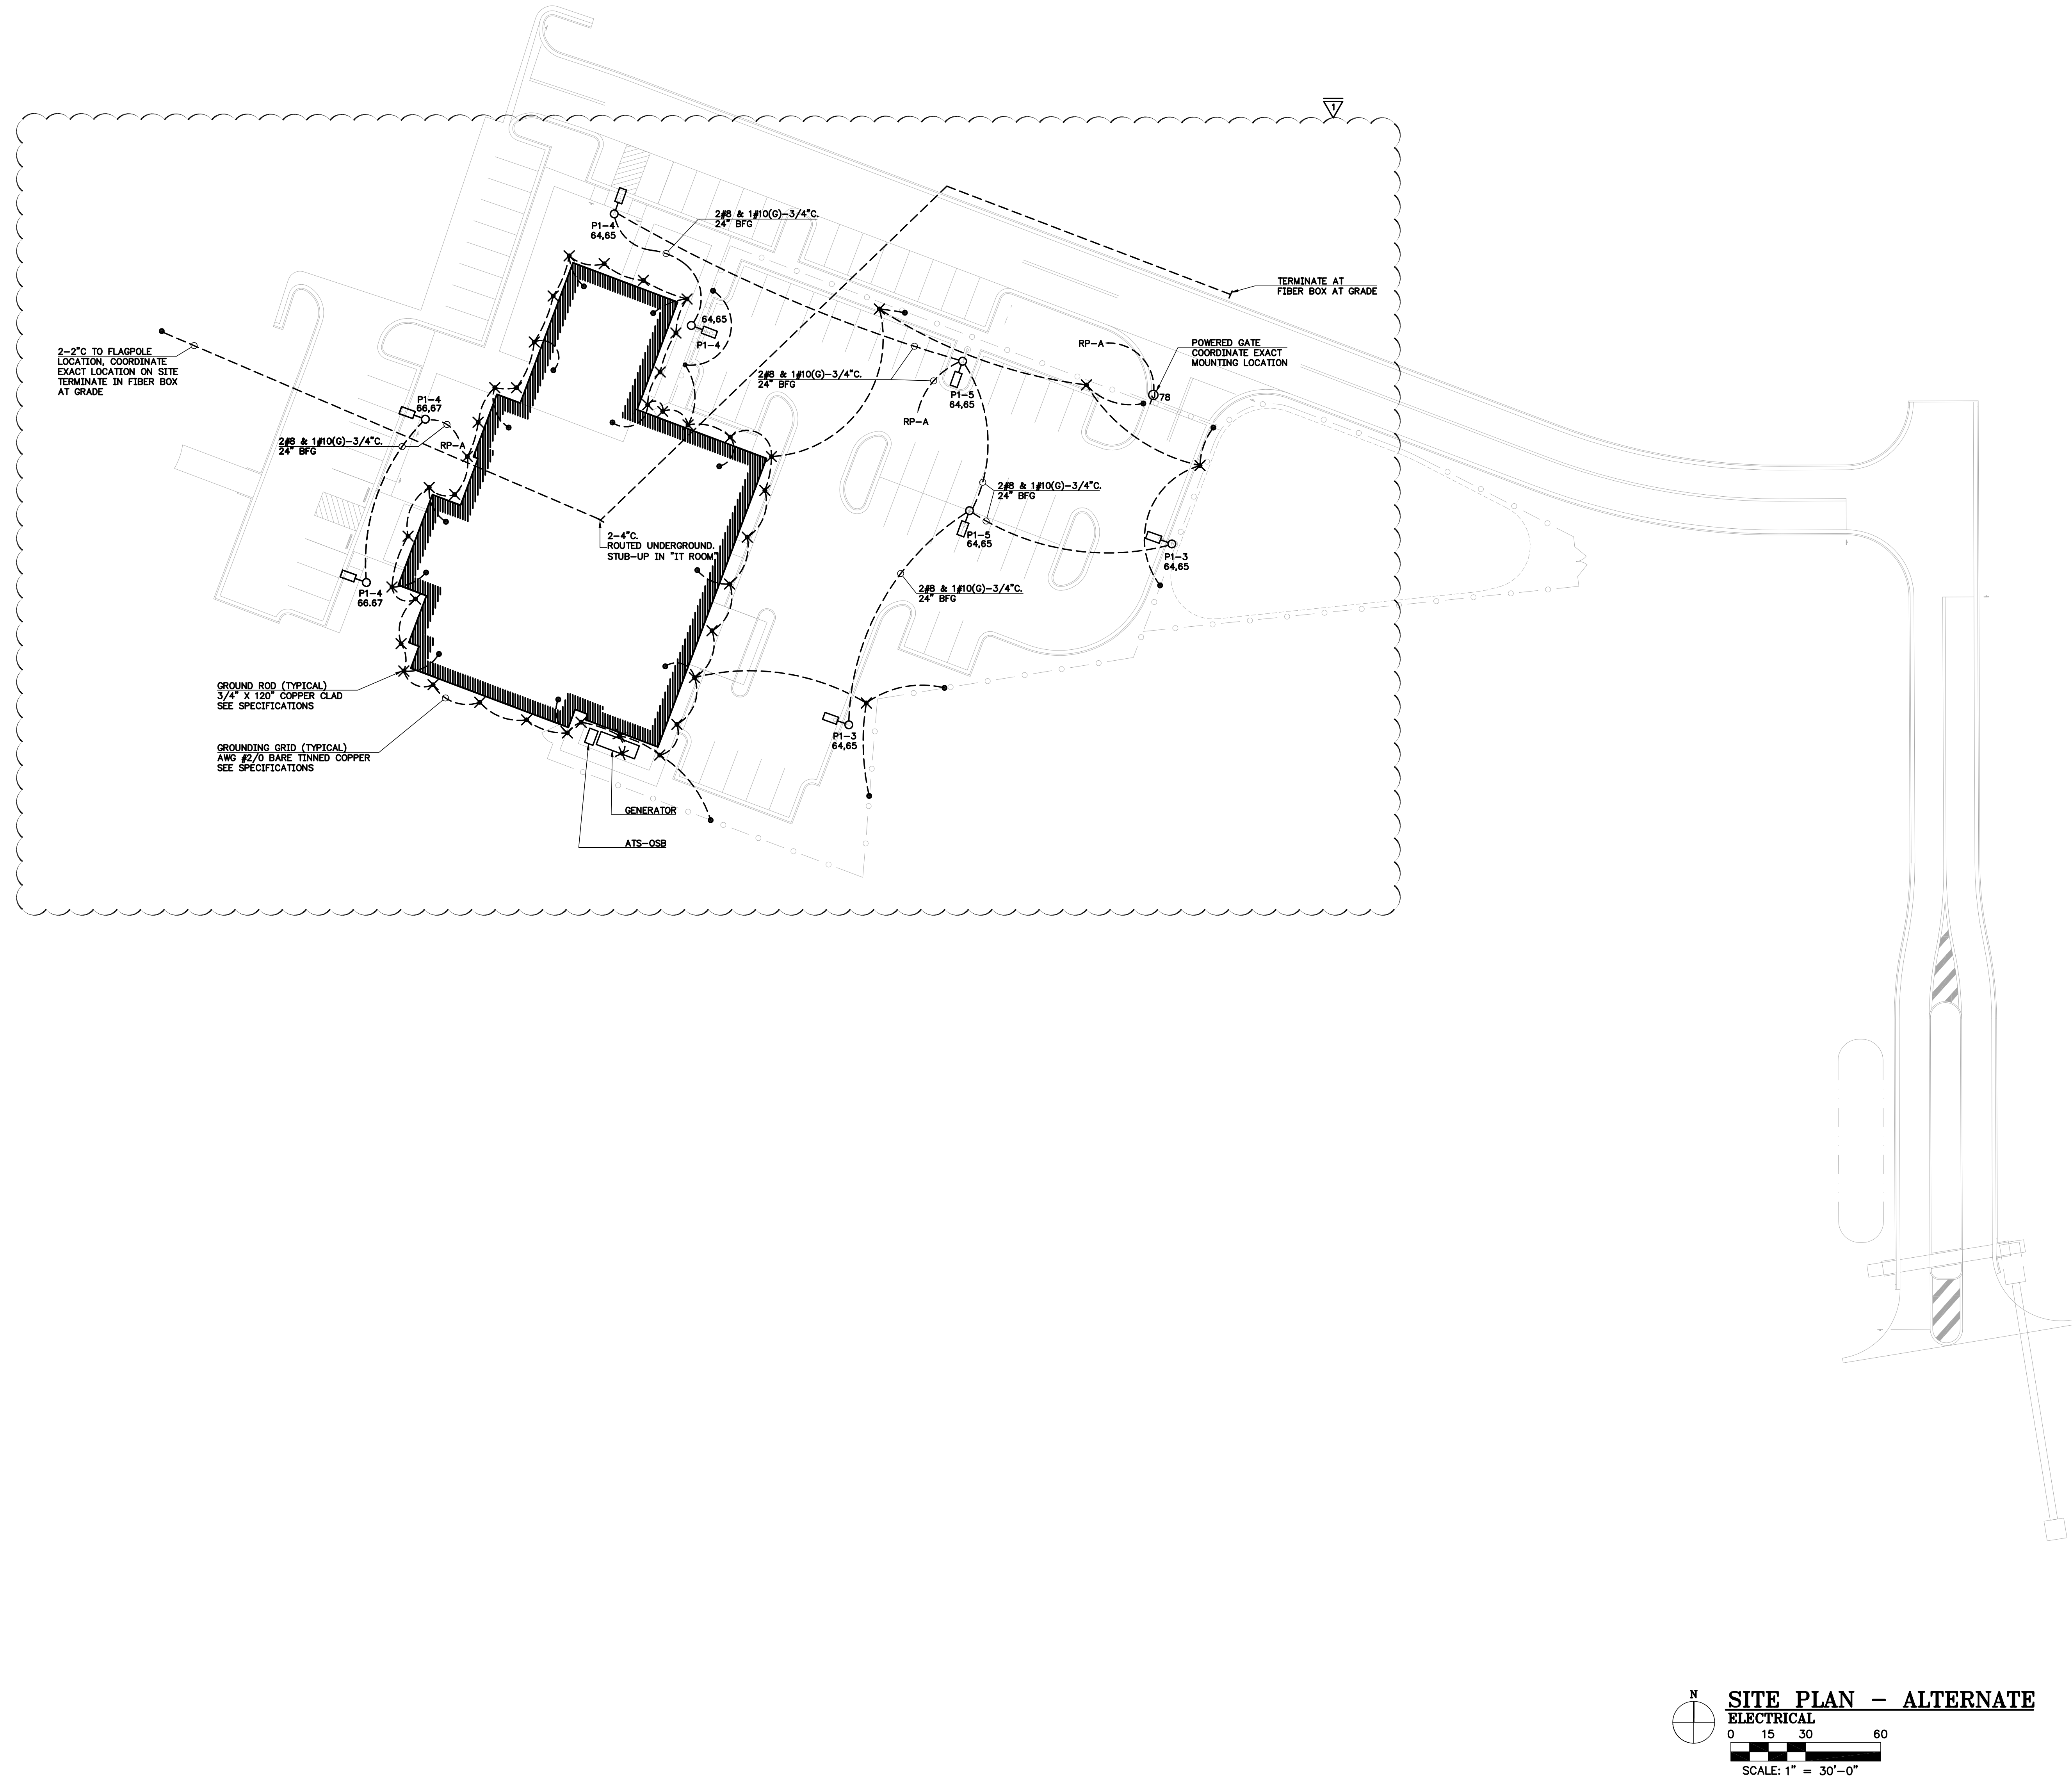 1
2#8 & 1#10(G)-3/4"C.
24" BFG
P1-4
64,65
TERMINATE AT
FIBER BOX AT GRADE
64,65
P1-4
RP-A
POWERED GATE
COORDINATE EXACT
MOUNTING LOCATION
78
2-2"C TO FLAGPOLE
LOCATION, COORDINATE
EXACT LOCATION ON SITE
TERMINATE IN FIBER BOX
AT GRADE
2#8 & 1#10(G)-3/4"C.
24" BFG
P1-5
64,65
RP-A
P1-4
66,67
2#8 & 1#10(G)-3/4"C.
24" BFG
RP-A
2#8 & 1#10(G)-3/4"C.
24" BFG
P1-5
64,65
2-4"C.
ROUTED UNDERGROUND.
STUB-UP IN "IT ROOM"
P1-3
64,65
P1-4
66.67
2#8 & 1#10(G)-3/4"C.
24" BFG
GROUND ROD (TYPICAL)
3/4" X 120" COPPER CLAD
SEE SPECIFICATIONS
P1-3
64,65
GROUNDING GRID (TYPICAL)
AWG #2/0 BARE TINNED COPPER
SEE SPECIFICATIONS
GENERATOR
ATS-OSB
N
SITE PLAN - ALTERNATE
ELECTRICAL
0 15 30 60
SCALE: 1" = 30'-0"